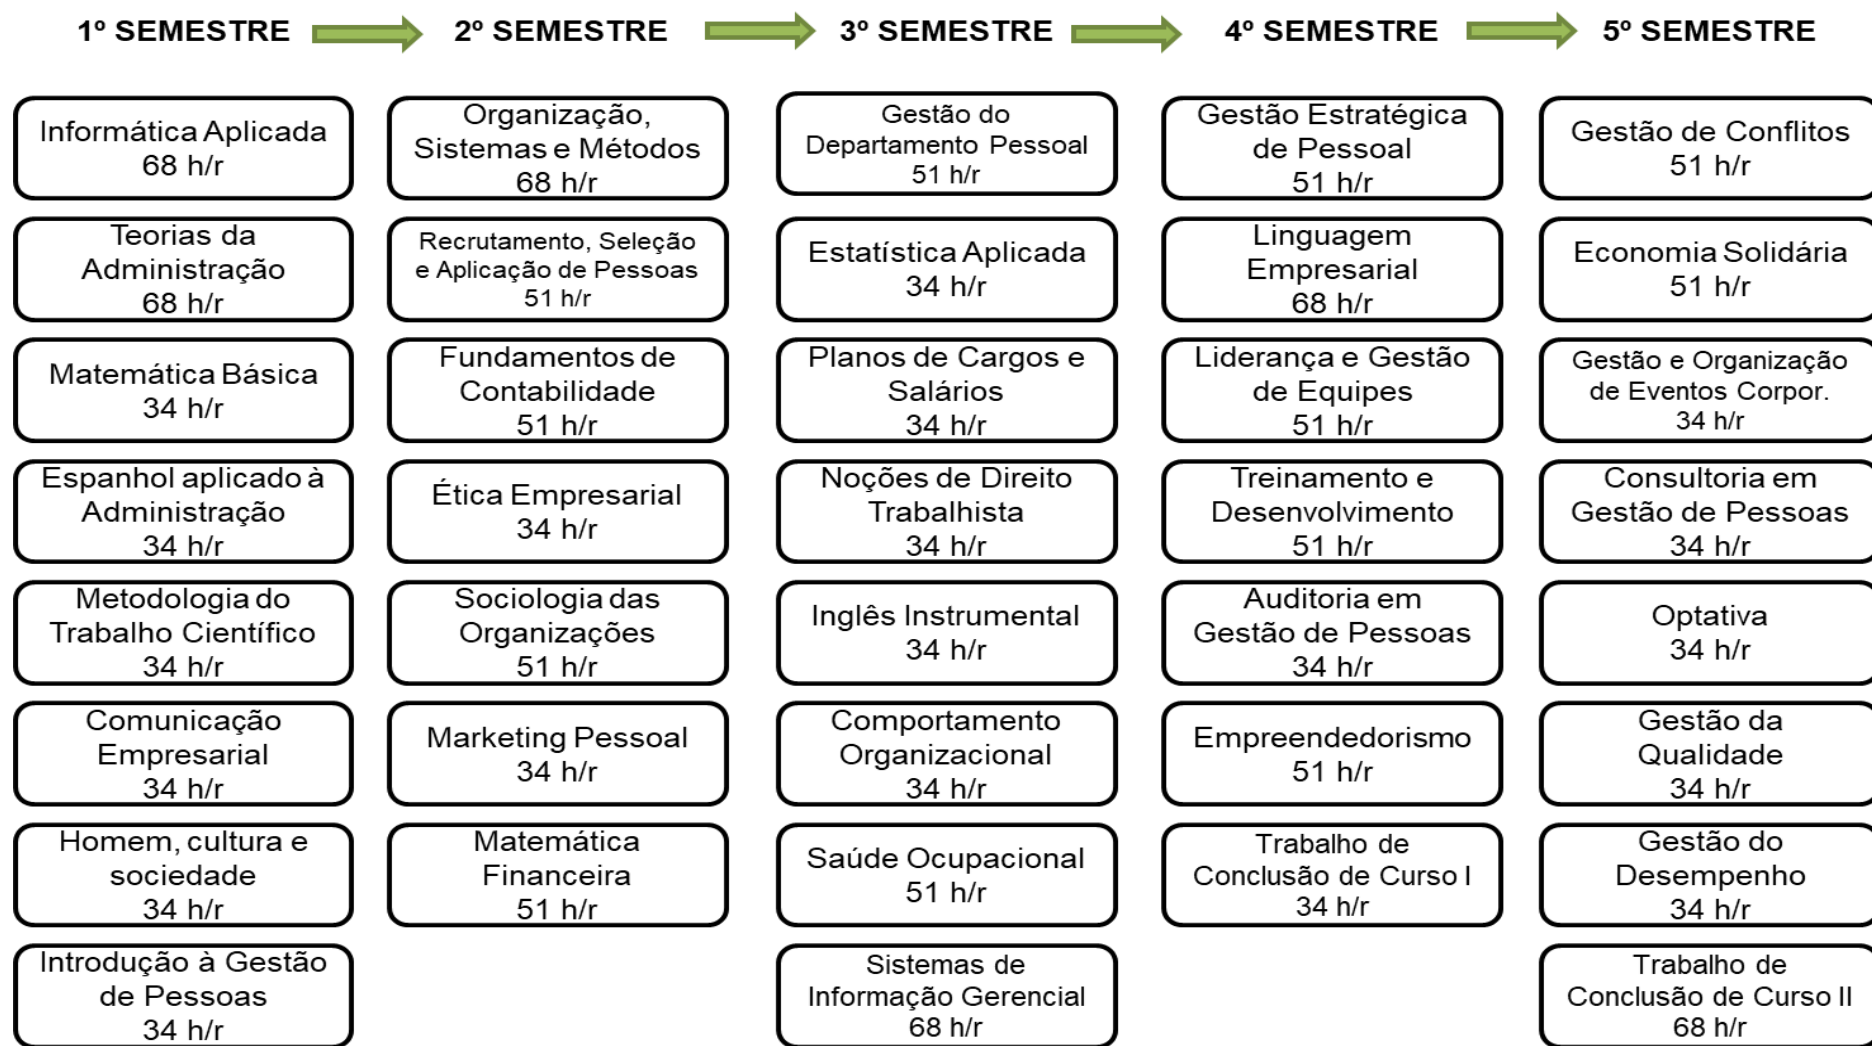 1º SEMESTRE
2º SEMESTRE
3º SEMESTRE
4º SEMESTRE
5º SEMESTRE
Informática Aplicada
68 h/r
Teorias da
Administração
68 h/r
Matemática Básica
34 h/r
Espanhol aplicado à
Administração
34 h/r
Metodologia do
Trabalho Científico
34 h/r
Comunicação
Empresarial
34 h/r
Homem, cultura e
sociedade
34 h/r
Introdução à Gestão
de Pessoas
34 h/r
Organização,
Sistemas e Métodos
68 h/r
Recrutamento, Seleção
e Aplicação de Pessoas
51 h/r
Fundamentos de
Contabilidade
51 h/r
Ética Empresarial
34 h/r
Sociologia das
Organizações
51 h/r
Marketing Pessoal
34 h/r
Matemática
Financeira
51 h/r
Gestão do
Departamento Pessoal
51 h/r
Estatística Aplicada
34 h/r
Planos de Cargos e
Salários
34 h/r
Noções de Direito
Trabalhista
34 h/r
Inglês Instrumental
34 h/r
Comportamento
Organizacional
34 h/r
Saúde Ocupacional
51 h/r
Sistemas de
Informação Gerencial
68 h/r
Gestão Estratégica
de Pessoal
51 h/r
Linguagem
Empresarial
68 h/r
Liderança e Gestão
de Equipes
51 h/r
Treinamento e
Desenvolvimento
51 h/r
Auditoria em
Gestão de Pessoas
34 h/r
Empreendedorismo
51 h/r
Trabalho de
Conclusão de Curso I
34 h/r
Gestão de Conflitos
51 h/r
Economia Solidária
51 h/r
Gestão e Organização
de Eventos Corpor.
34 h/r
Consultoria em
Gestão de Pessoas
34 h/r
Optativa
34 h/r
Gestão da
Qualidade
34 h/r
Gestão do
Desempenho
34 h/r
Trabalho de
Conclusão de Curso II
68 h/r